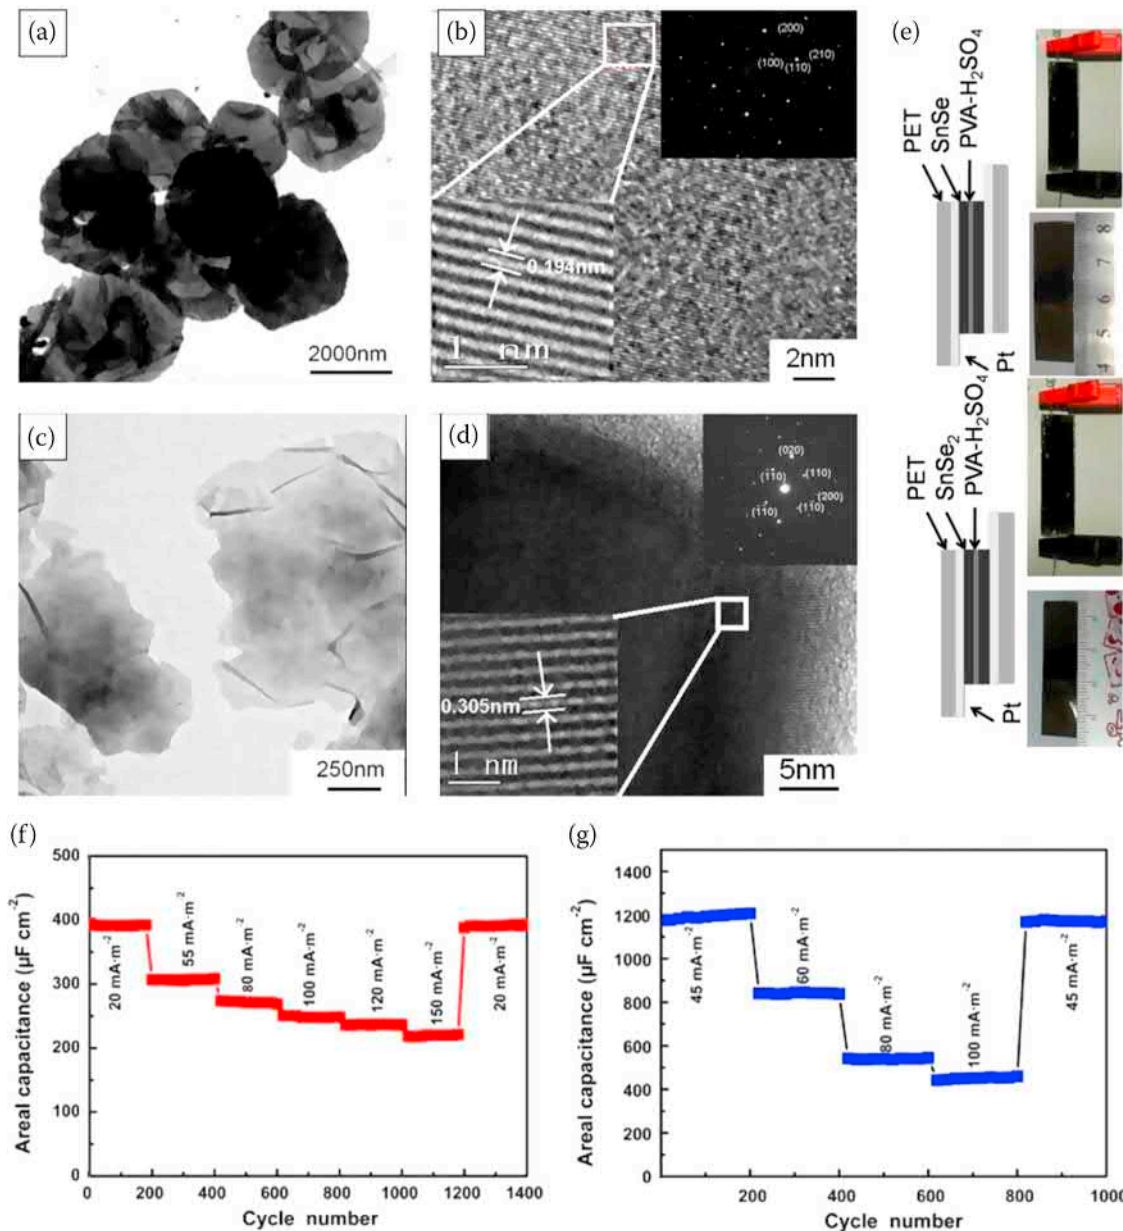 (a)
2000nm
(b)
(200)
(100)
(110)
(210)
0.194nm
1 nm
2nm
(c)
250nm
(d)
(020)
(110)
(110)
(200)
(110)
(110)
0.305nm
1 nm
5nm
(e)
PET
SnSe
PVA-H₂SO₄
Pt
8
7
6
5
4
PET
SnSe₂
PVA-H₂SO₄
Pt
(f)
Areal capacitance (μF cm⁻²)
500
400
300
200
100
0
20 mA·m⁻²
55 mA·m⁻²
80 mA·m⁻²
100 mA·m⁻²
120 mA·m⁻²
150 mA·m⁻²
20 mA·m⁻²
0 200 400 600 800 1000 1200 1400
Cycle number
(g)
Areal capacitance (μF cm⁻²)
1400
1200
1000
800
600
400
200
0
45 mA·m⁻²
60 mA·m⁻²
80 mA·m⁻²
100 mA·m⁻²
45 mA·m⁻²
200 400 600 800 1000
Cycle number